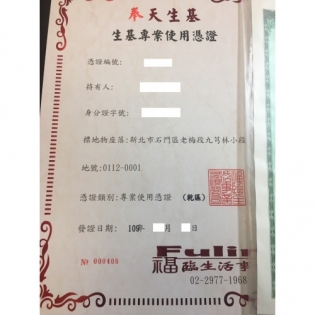 奉天生基
生基專業使用憑證
憑證編號:
持有人:
身分證字號:
標地物座落:新北市石門區老梅段九芎林小段
地號:0112-0001
憑證類別:專業使用憑證 (乾區)
發證日期: 109年 月 日
Fulin
№ 000408
福臨生活事
02-2977-1968